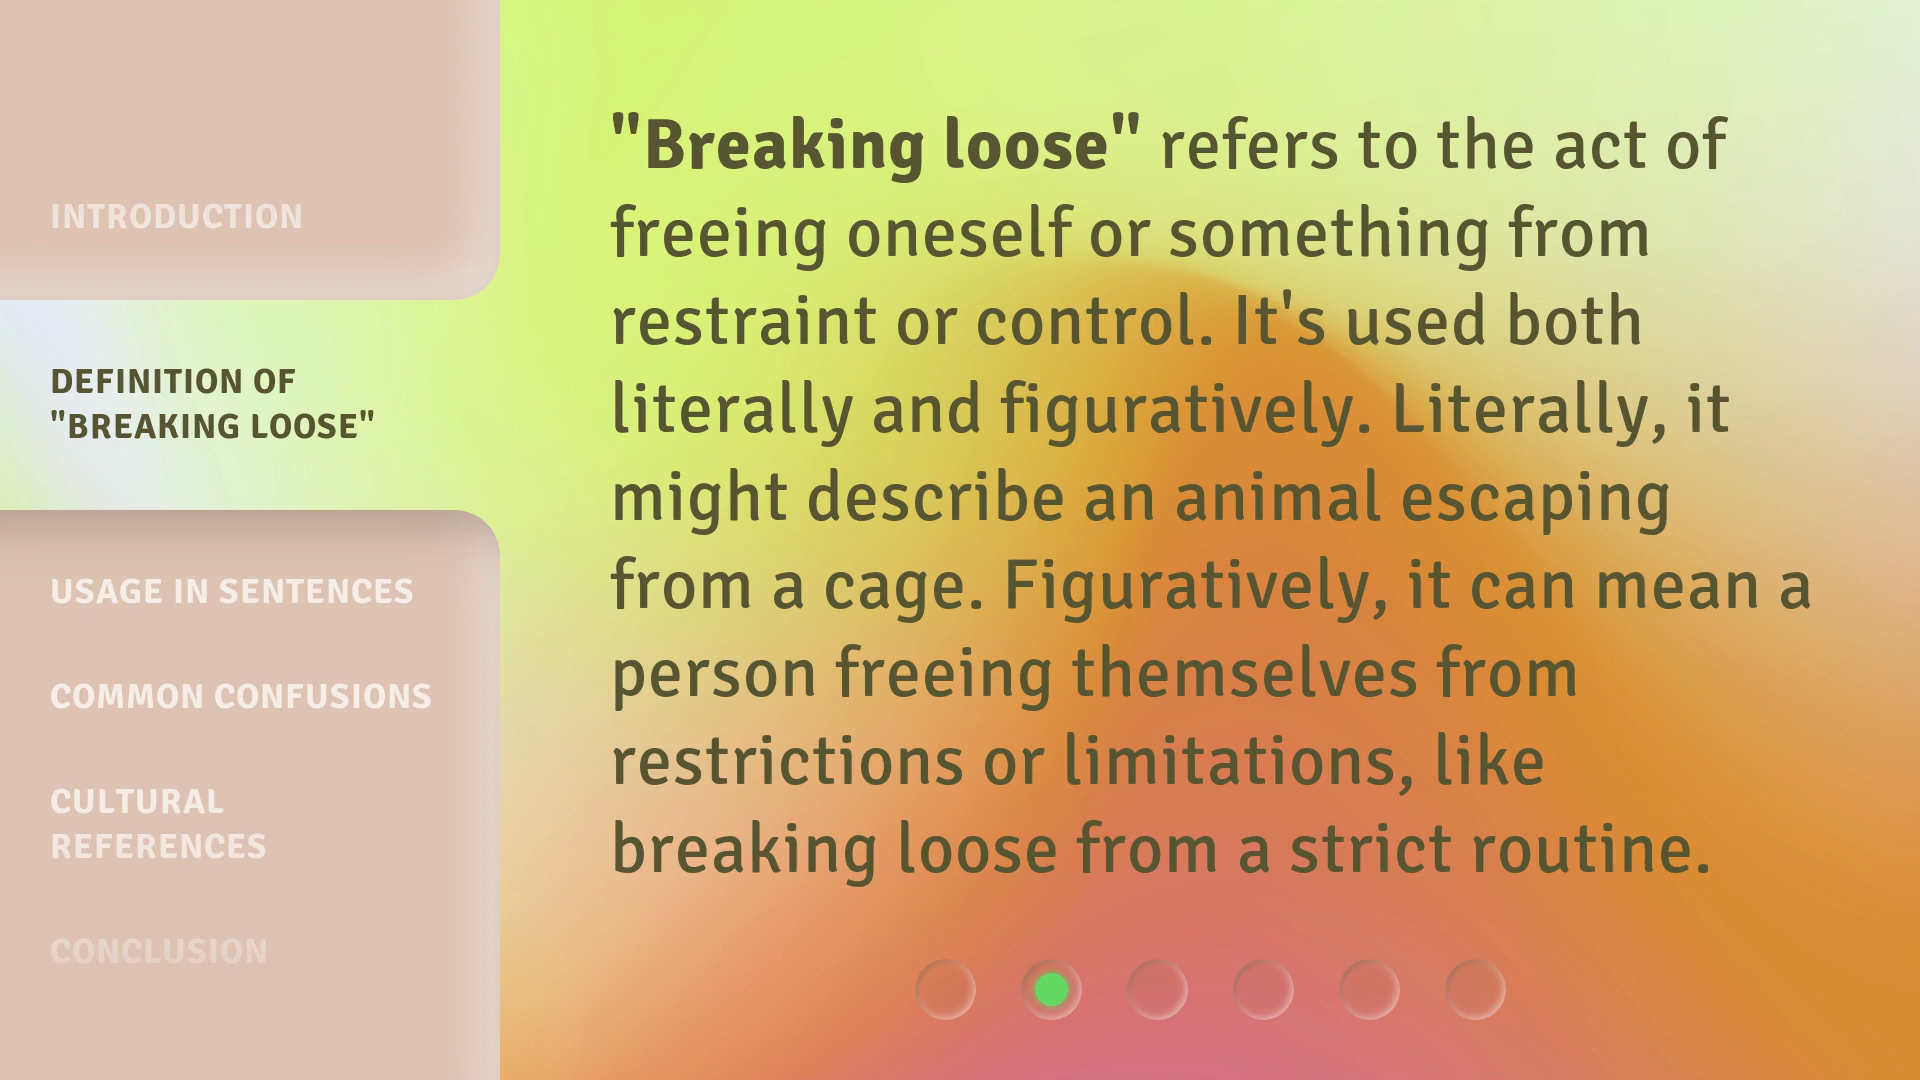 INTRODUCTION
DEFINITION OF
"BREAKING LOOSE"
USAGE IN SENTENCES
COMMON CONFUSIONS
CULTURAL
REFERENCES
CONCLUSION
"Breaking loose" refers to the act of
freeing oneself or something from
restraint or control. It's used both
literally and figuratively. Literally, it
might describe an animal escaping
from a cage. Figuratively, it can mean a
person freeing themselves from
restrictions or limitations, like
breaking loose from a strict routine.